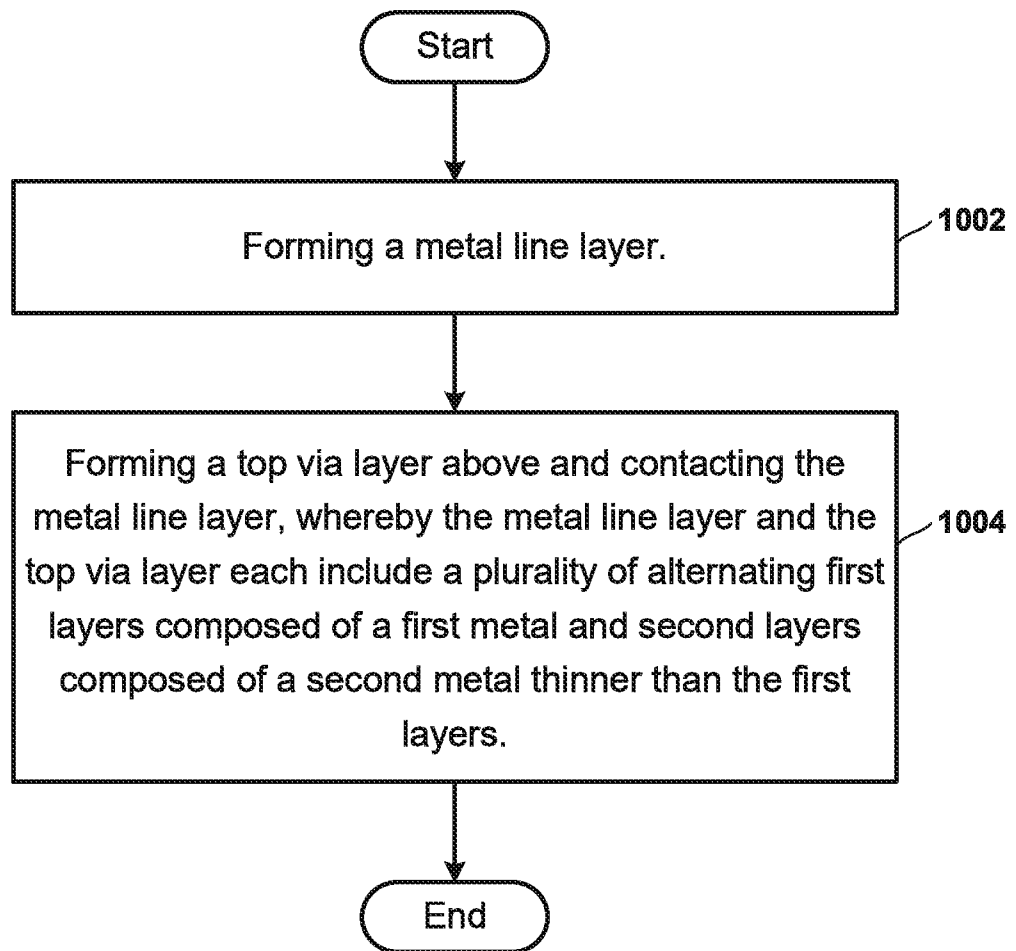 Start
Forming a metal line layer.
1002
Forming a top via layer above and contacting the
metal line layer, whereby the metal line layer and the
top via layer each include a plurality of alternating first
layers composed of a first metal and second layers
composed of a second metal thinner than the first
layers.
1004
End